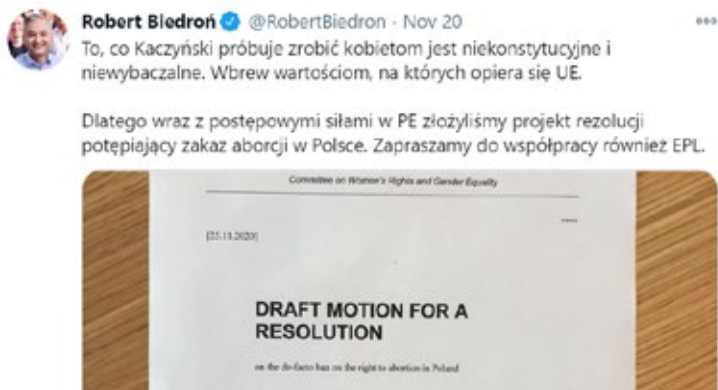 Robert Biedroń @RobertBiedron · Nov 20
To, co Kaczyński próbuje zrobić kobietom jest niekonstytucyjne i
niewybaczalne. Wbrew wartościom, na których opiera się UE.
Dlatego wraz z postępowymi siłami w PE złożyliśmy projekt rezolucji
potępiający zakaz aborcji w Polsce. Zapraszamy do współpracy również EPL.
Committee on Women's Rights and Gender Equality
[25.11.2020]
DRAFT MOTION FOR A
RESOLUTION
on the de-facto ban on the right to abortion in Poland